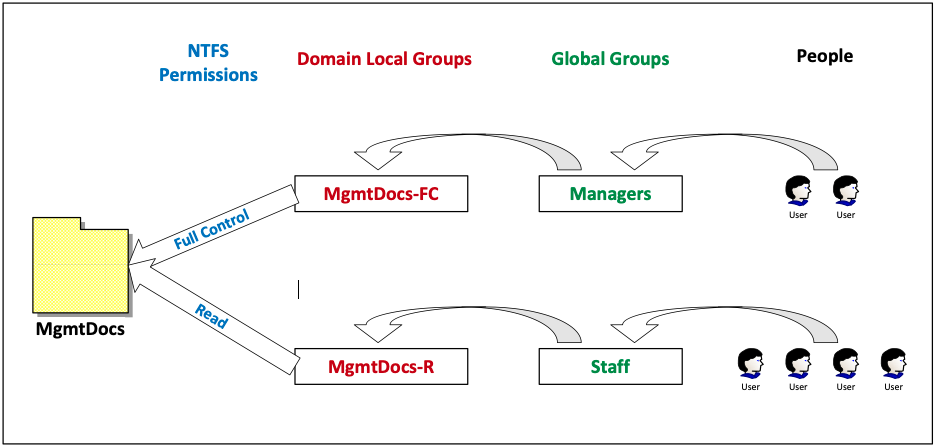 NTFS
Permissions
Domain Local Groups
Global Groups
People
MgmtDocs-FC
Managers
User
User
Full Control
MgmtDocs
Read
MgmtDocs-R
Staff
User
User
User
User